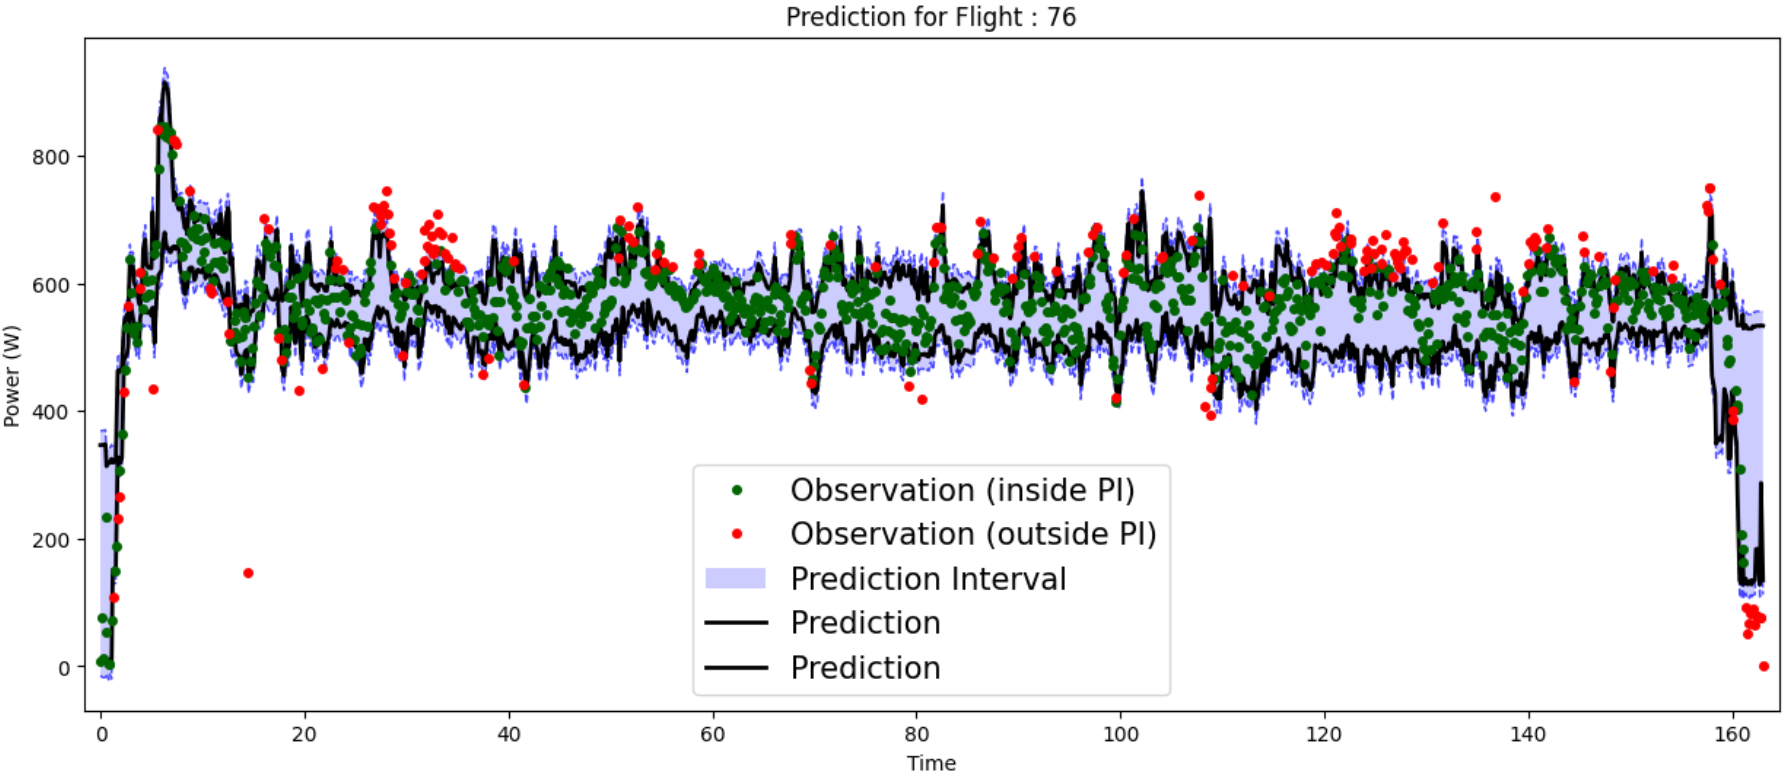 Prediction for Flight : 76
Power (W)
800
600
400
200
0
Observation (inside PI)
Observation (outside PI)
Prediction Interval
Prediction
Prediction
0 20 40 60 80 100 120 140 160
Time